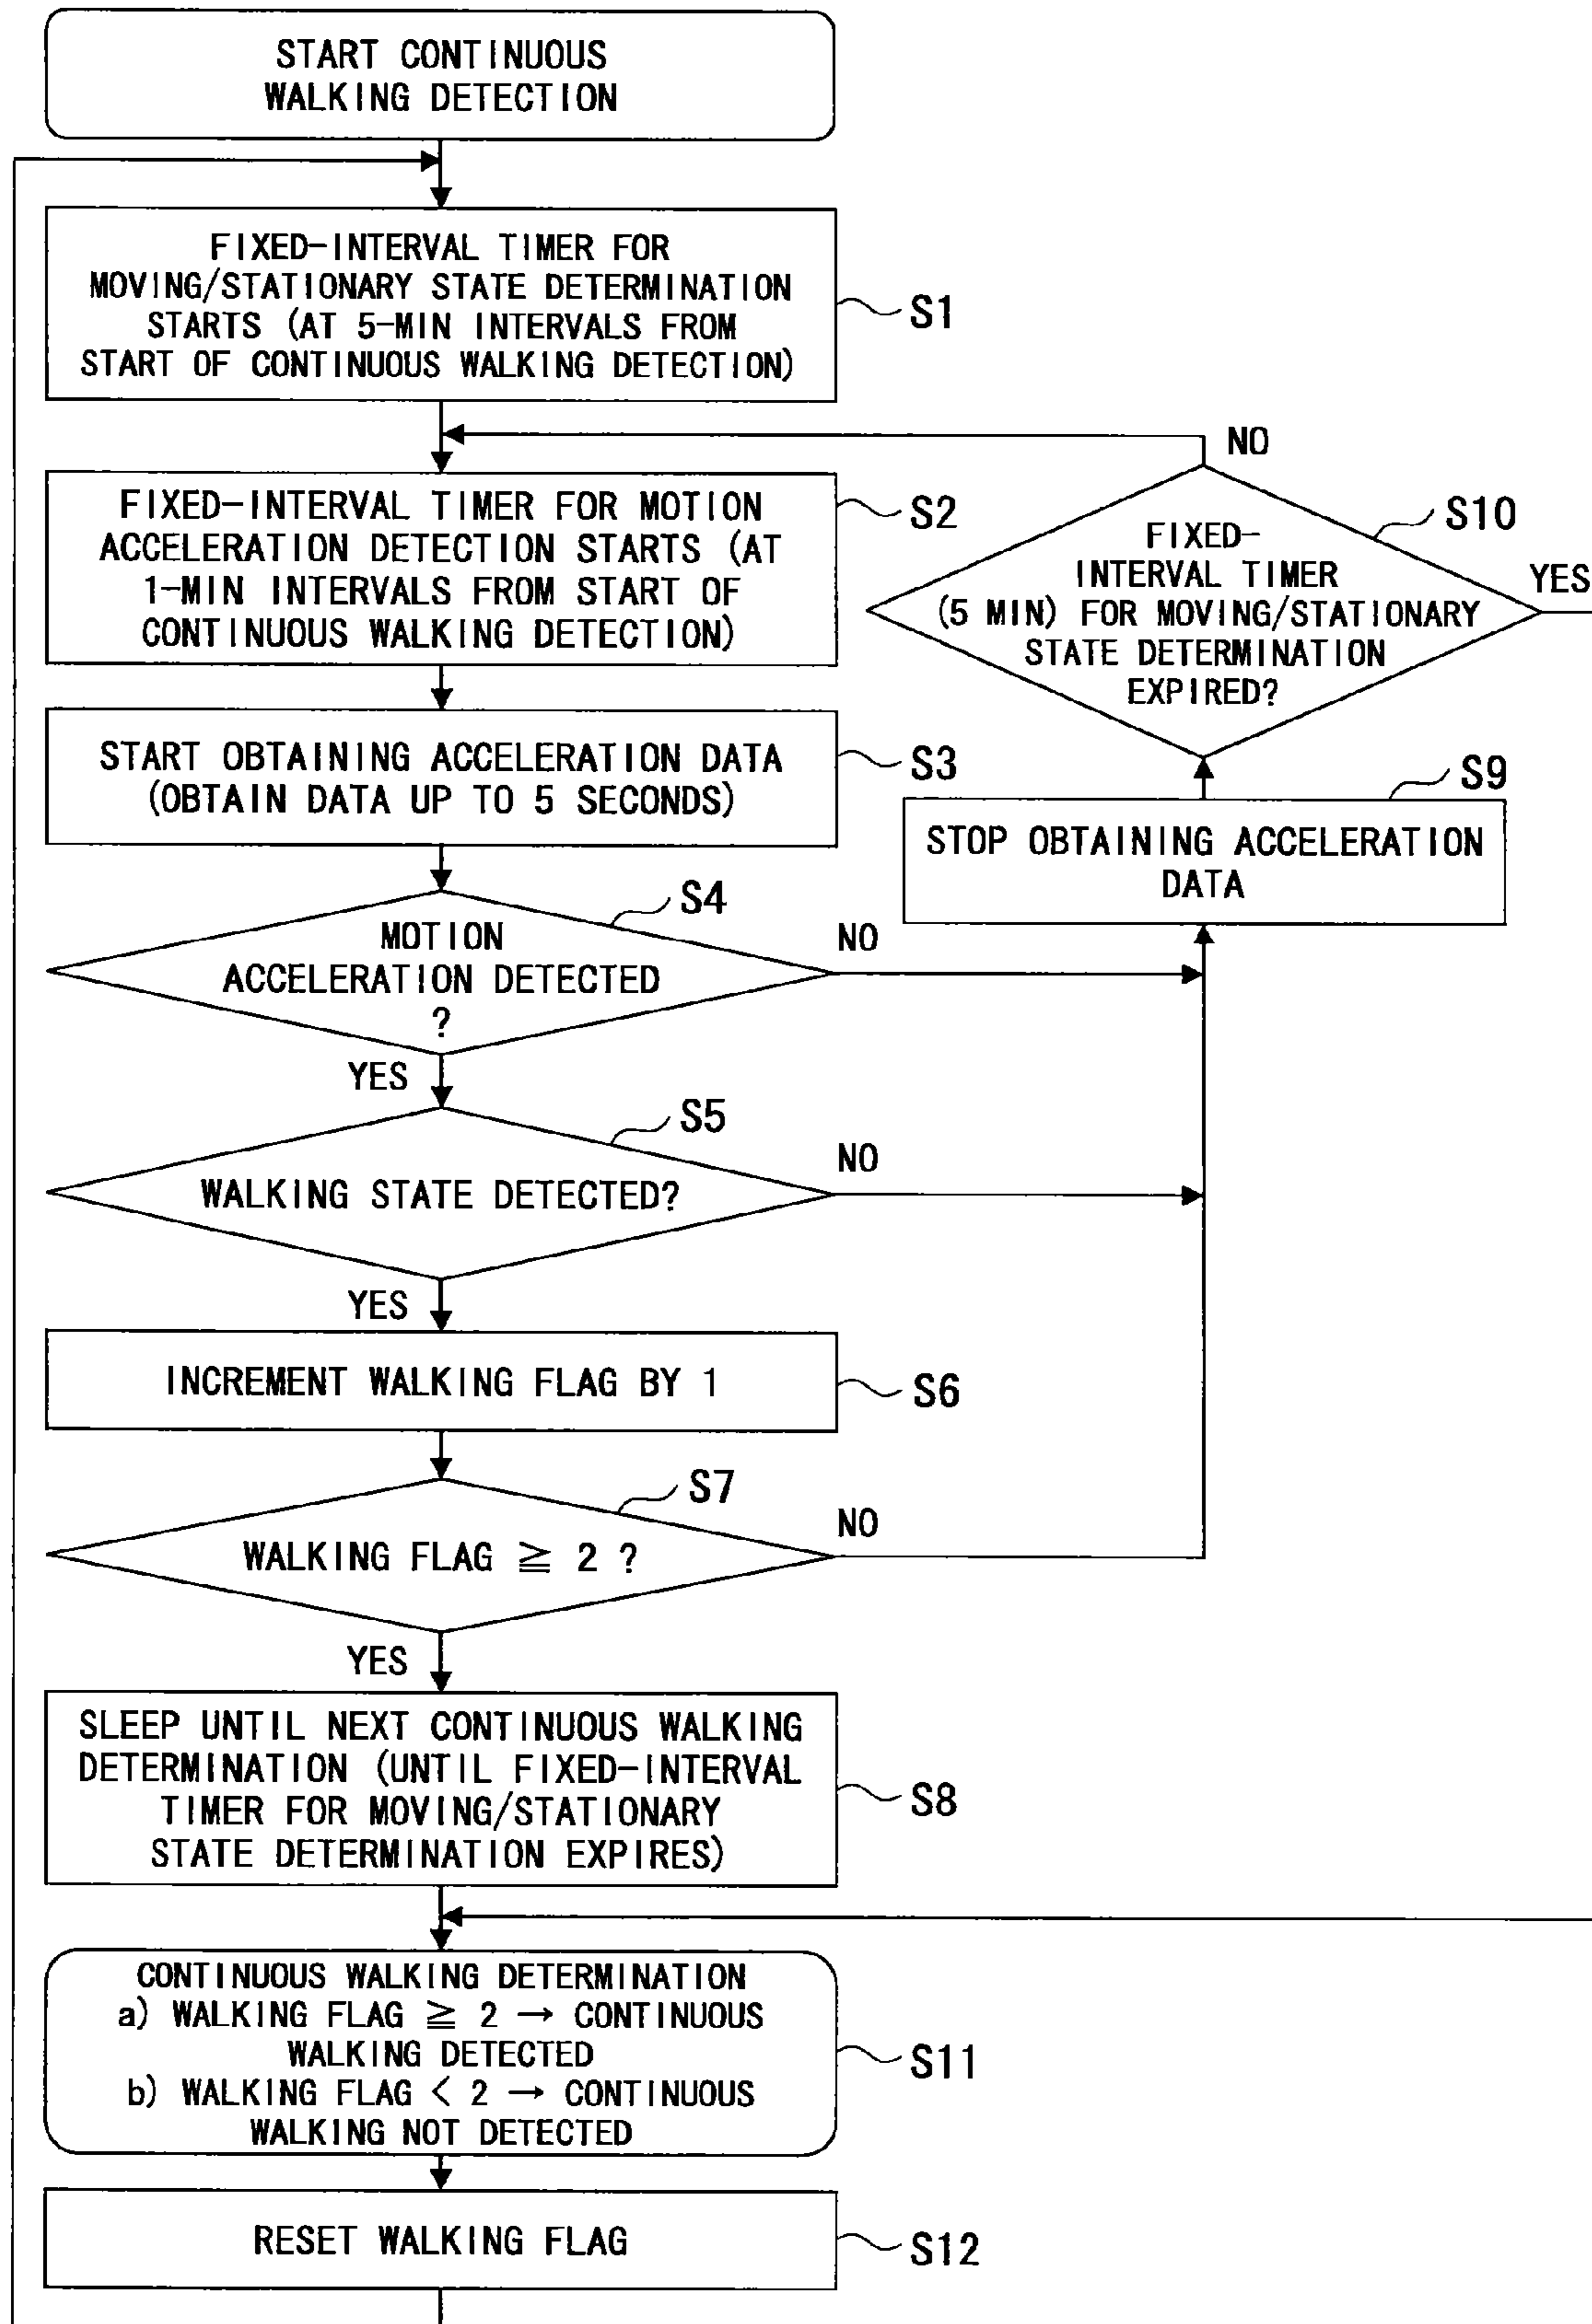 START CONTINUOUS
WALKING DETECTION
FIXED-INTERVAL TIMER FOR
MOVING/STATIONARY STATE DETERMINATION
STARTS (AT 5-MIN INTERVALS FROM
START OF CONTINUOUS WALKING DETECTION)
S1
FIXED-INTERVAL TIMER FOR MOTION
ACCELERATION DETECTION STARTS (AT
1-MIN INTERVALS FROM START OF
CONTINUOUS WALKING DETECTION)
S2
START OBTAINING ACCELERATION DATA
(OBTAIN DATA UP TO 5 SECONDS)
S3
MOTION
ACCELERATION DETECTED
?
S4
NO
YES
WALKING STATE DETECTED?
S5
NO
YES
INCREMENT WALKING FLAG BY 1
S6
WALKING FLAG ≧ 2 ?
S7
NO
YES
SLEEP UNTIL NEXT CONTINUOUS WALKING
DETERMINATION (UNTIL FIXED-INTERVAL
TIMER FOR MOVING/STATIONARY
STATE DETERMINATION EXPIRES)
S8
STOP OBTAINING ACCELERATION
DATA
S9
FIXED-
INTERVAL TIMER
(5 MIN) FOR MOVING/STATIONARY
STATE DETERMINATION
EXPIRED?
S10
NO
YES
CONTINUOUS WALKING DETERMINATION
a) WALKING FLAG ≧ 2 → CONTINUOUS
WALKING DETECTED
b) WALKING FLAG < 2 → CONTINUOUS
WALKING NOT DETECTED
S11
RESET WALKING FLAG
S12